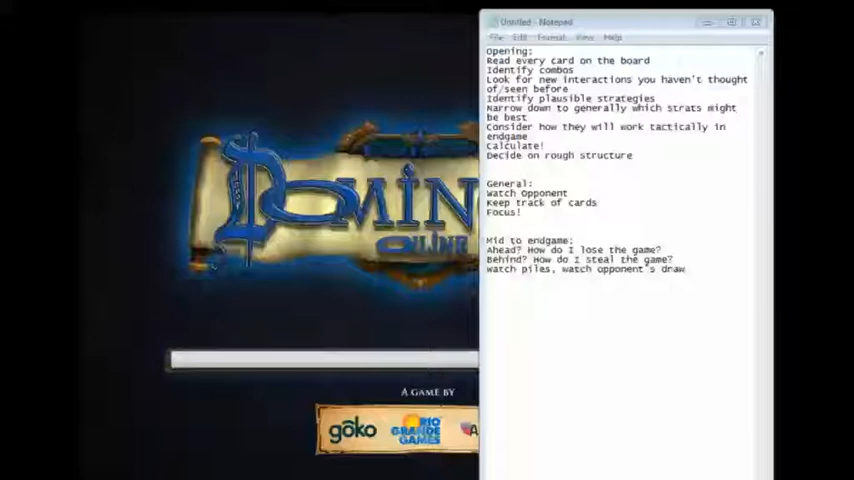 Untitled - Notepad
File Edit Format View Help
Opening:
Read every card on the board
Identify combos
Look for new interactions you haven't thought
of/seen before
Identify plausible strategies
Narrow down to generally which strats might
be best
Consider how they will work tactically in
endgame
Calculate!
Decide on rough structure
General:
Watch Opponent
Keep track of cards
Focus!
Mid to endgame:
Ahead? How do I lose the game?
Behind? How do I steal the game?
Watch piles, watch opponent's draw
DOMIN
ONLINE
A GAME BY
gōko
RIO
GRANDE
GAMES
A